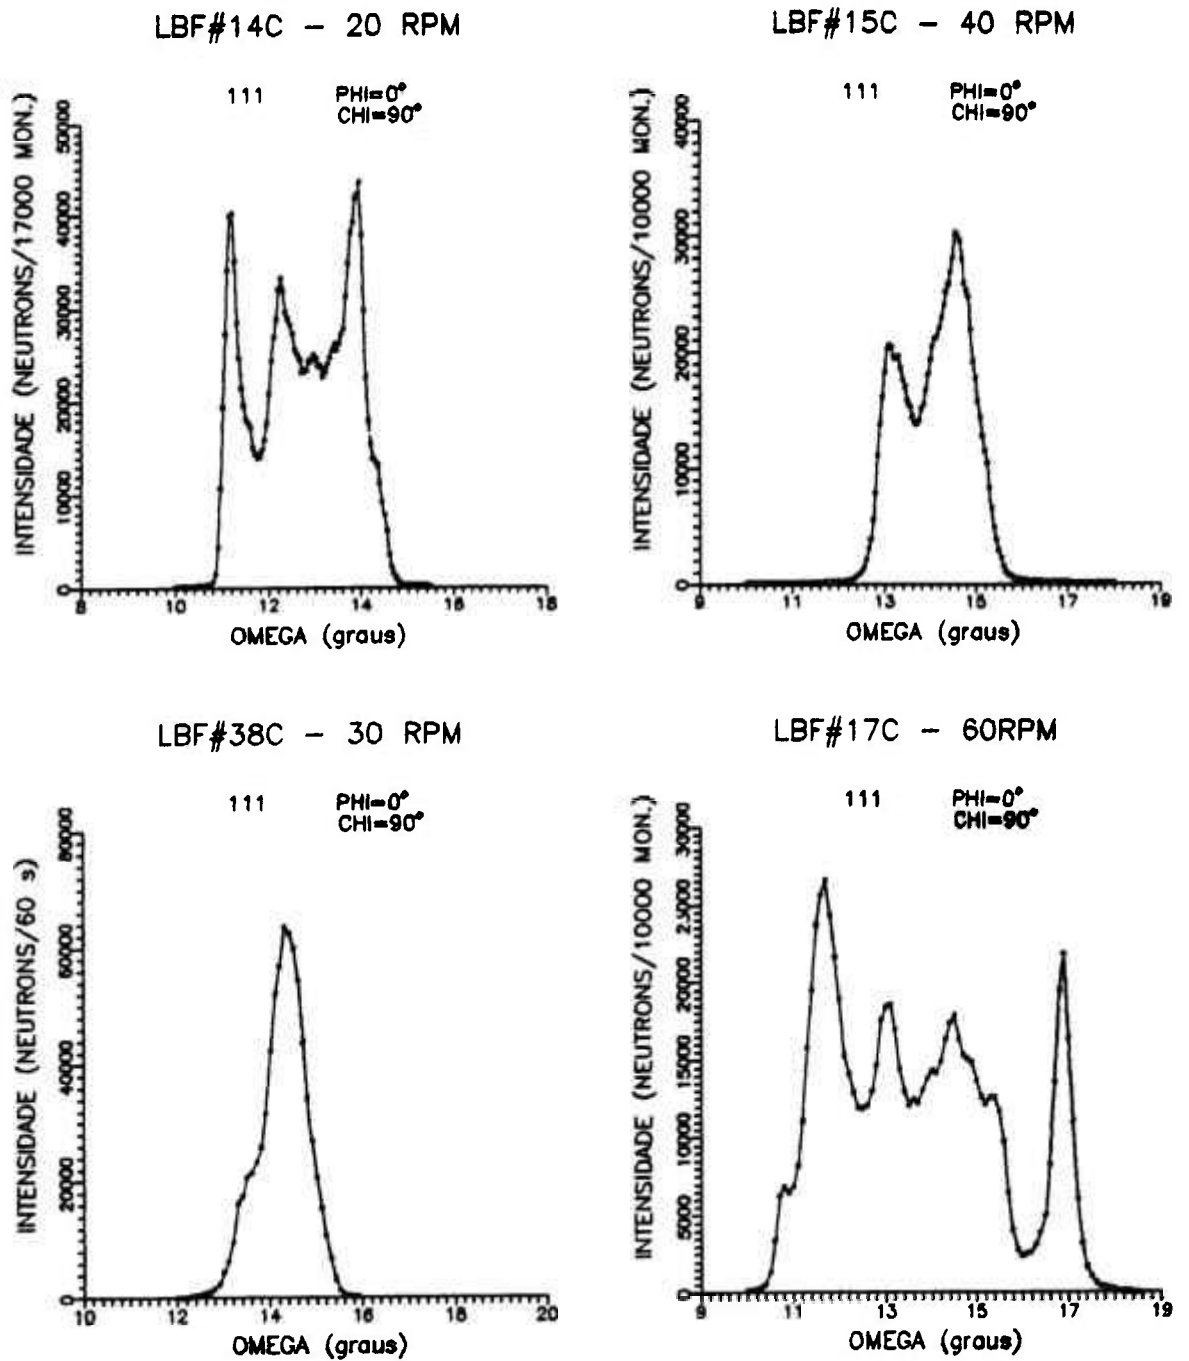 LBF#14C – 20 RPM
111 PHI=0°
CHI=90°
INTENSIDADE (NEUTRONS/17000 MON.)
50000
40000
30000
20000
10000
0
8 10 12 14 16 18
OMEGA (graus)
LBF#15C – 40 RPM
111 PHI=0°
CHI=90°
INTENSIDADE (NEUTRONS/10000 MON.)
40000
30000
20000
10000
0
9 11 13 15 17 19
OMEGA (graus)
LBF#38C – 30 RPM
111 PHI=0°
CHI=90°
INTENSIDADE (NEUTRONS/60 s)
80000
60000
40000
20000
0
10 12 14 16 18 20
OMEGA (graus)
LBF#17C – 60RPM
111 PHI=0°
CHI=90°
INTENSIDADE (NEUTRONS/10000 MON.)
30000
25000
20000
15000
10000
5000
0
9 11 13 15 17 19
OMEGA (graus)